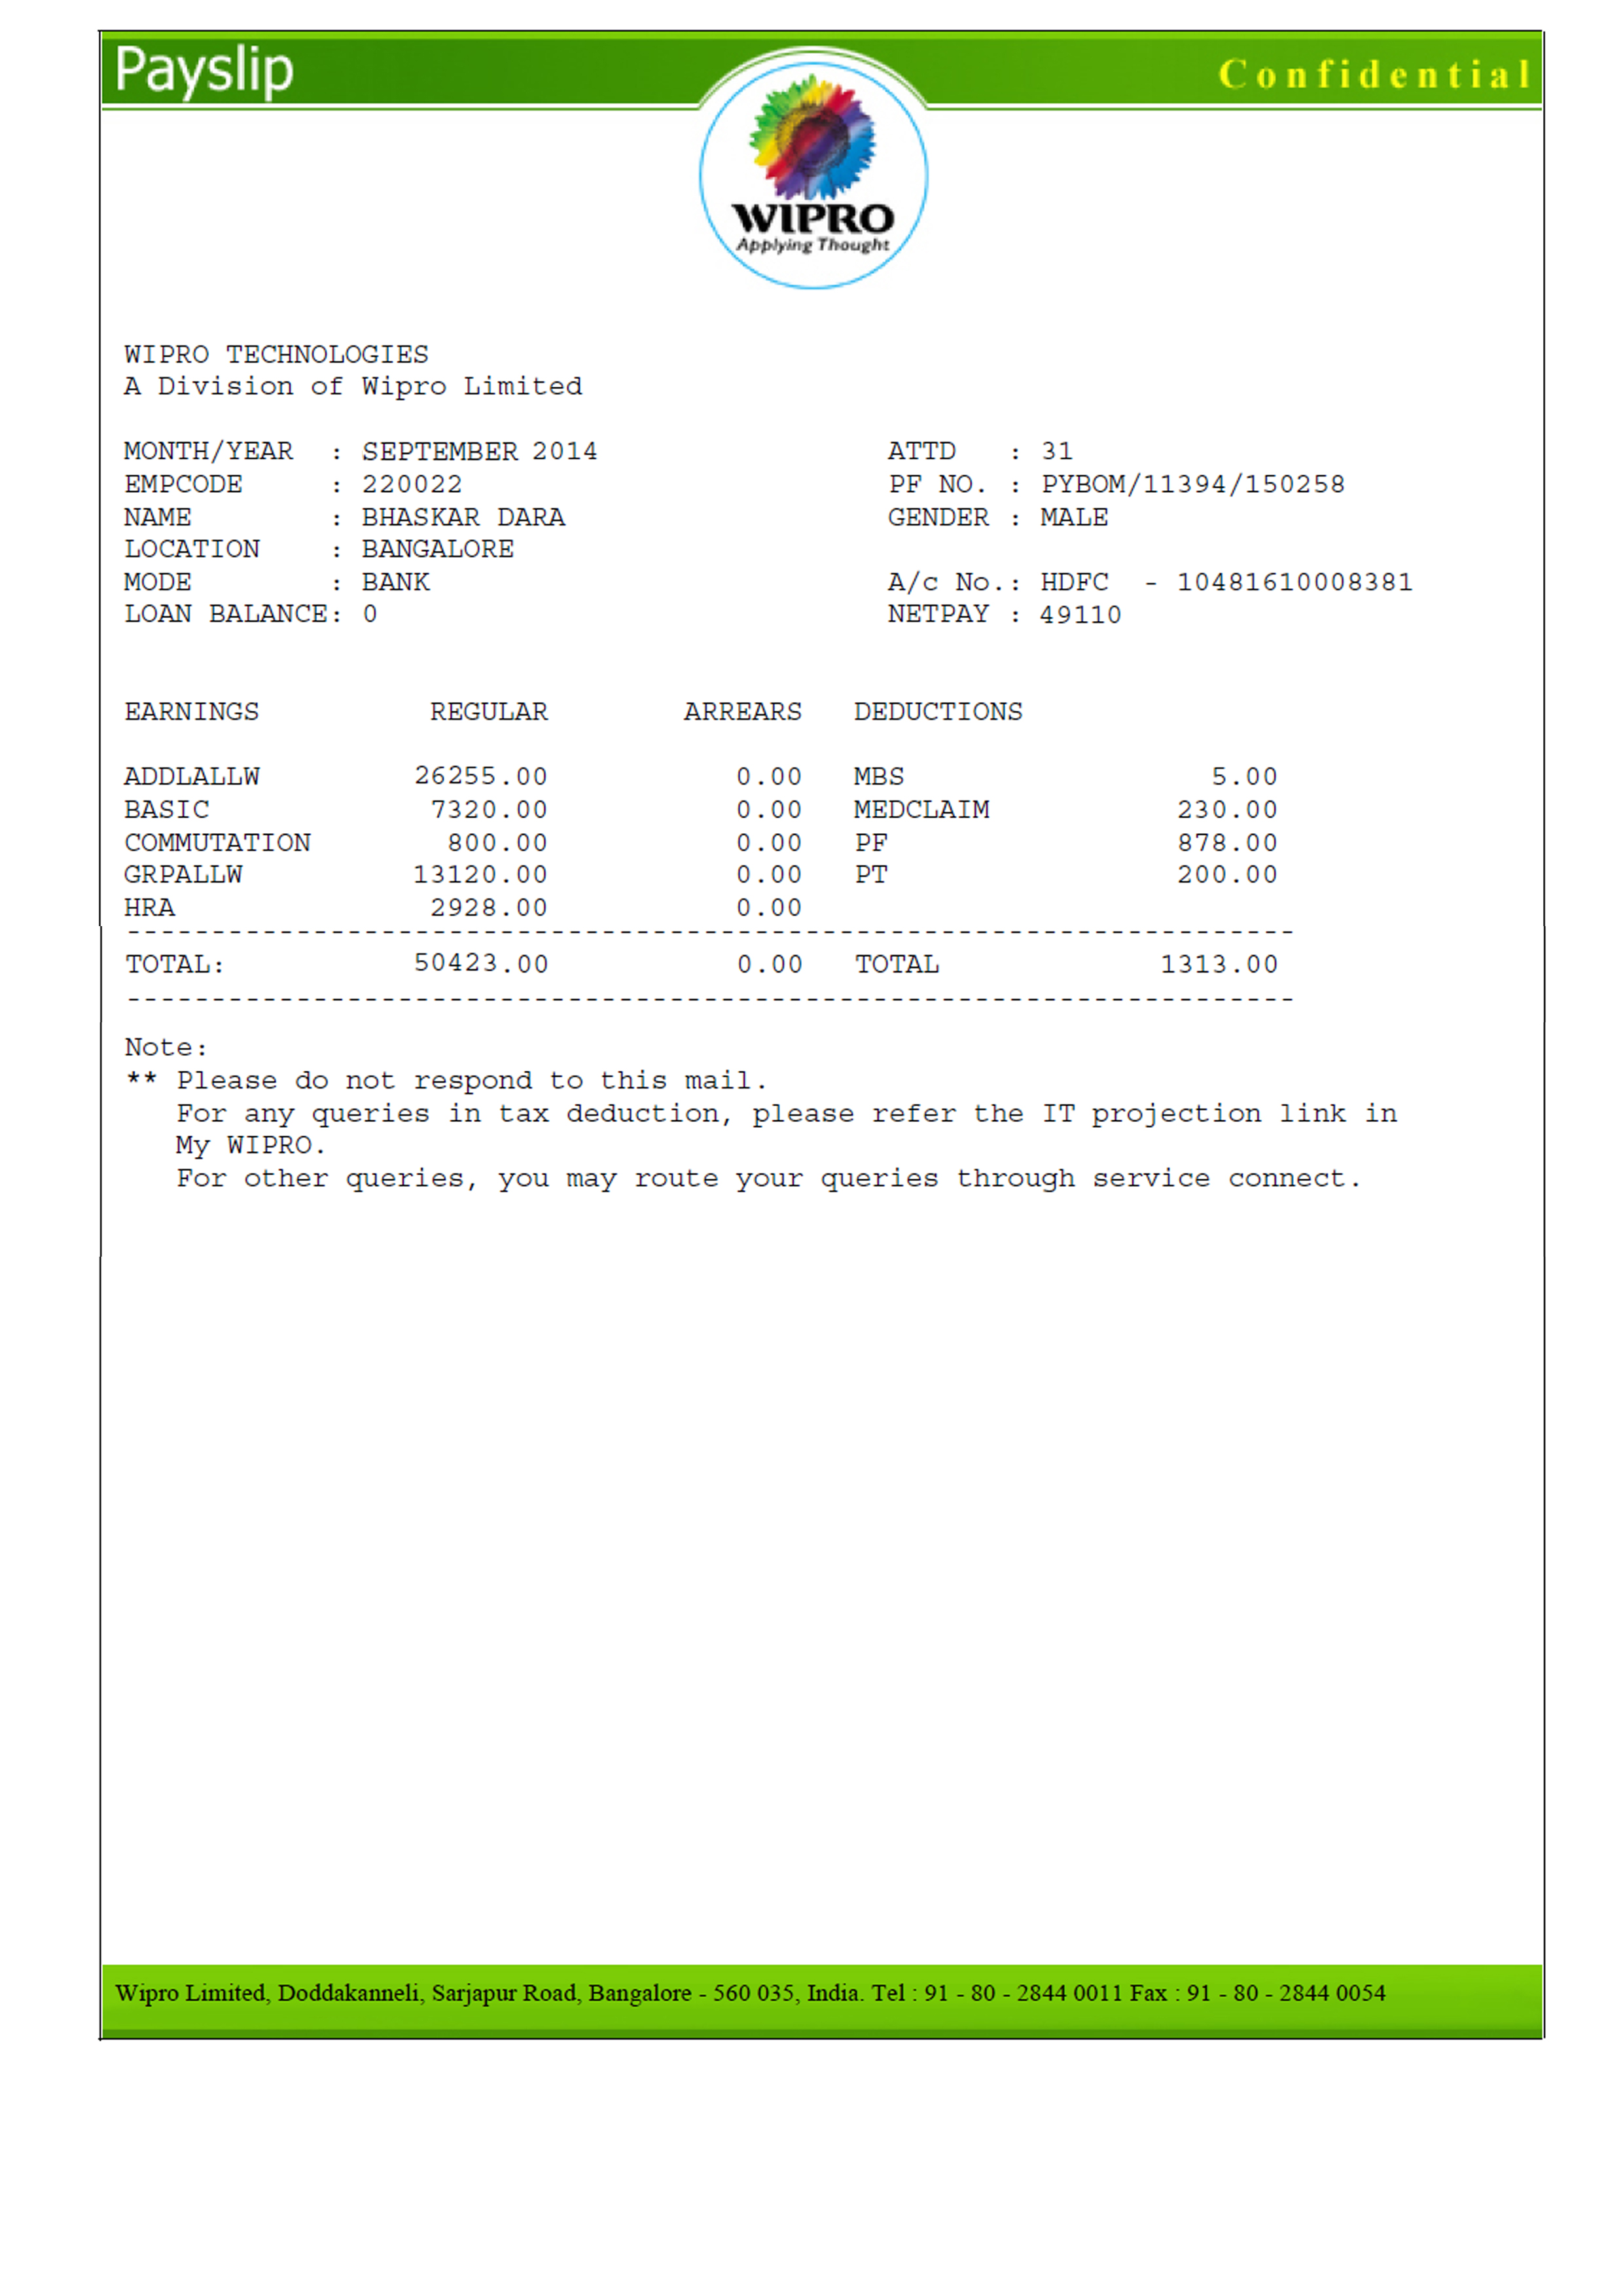 Payslip Confidential
WIPRO
Applying Thought
WIPRO TECHNOLOGIES
A Division of Wipro Limited
MONTH/YEAR : SEPTEMBER 2014 ATTD : 31
EMPCODE : 220022 PF NO. : PYBOM/11394/150258
NAME : BHASKAR DARA GENDER : MALE
LOCATION : BANGALORE
MODE : BANK A/c No.: HDFC - 10481610008381
LOAN BALANCE: 0 NETPAY : 49110
EARNINGS REGULAR ARREARS DEDUCTIONS
ADDLALLW 26255.00 0.00 MBS 5.00
BASIC 7320.00 0.00 MEDCLAIM 230.00
COMMUTATION 800.00 0.00 PF 878.00
GRPALLW 13120.00 0.00 PT 200.00
HRA 2928.00 0.00
TOTAL: 50423.00 0.00 TOTAL 1313.00
Note:
** Please do not respond to this mail.
For any queries in tax deduction, please refer the IT projection link in
My WIPRO.
For other queries, you may route your queries through service connect.
Wipro Limited, Doddakanneli, Sarjapur Road, Bangalore - 560 035, India. Tel : 91 - 80 - 2844 0011 Fax : 91 - 80 - 2844 0054